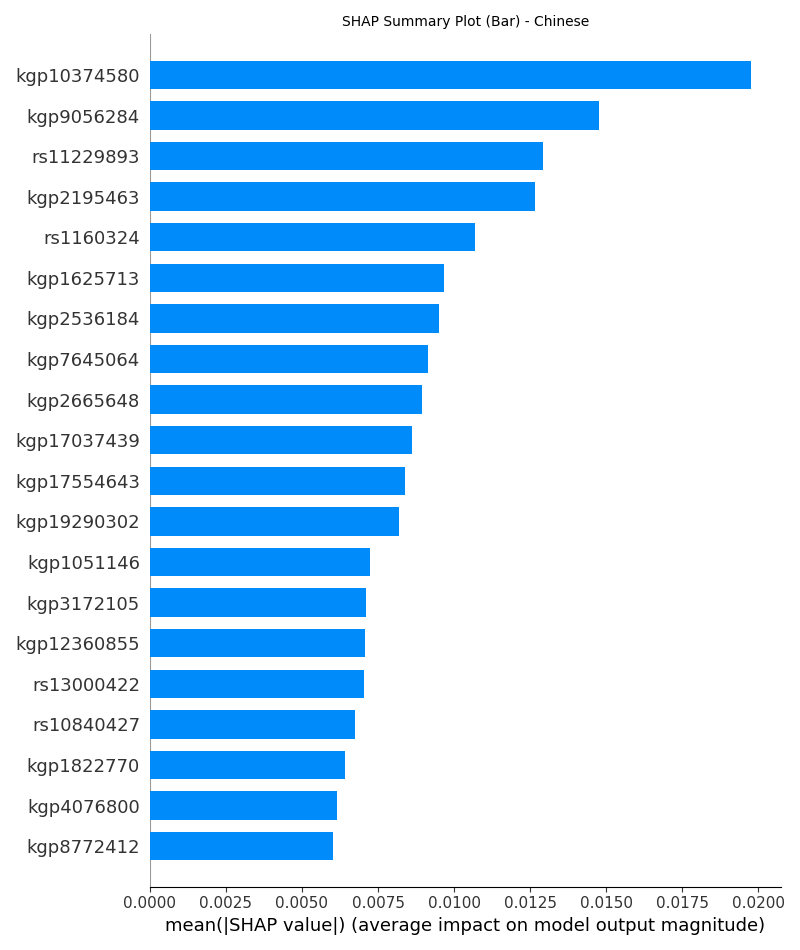 SHAP Summary Plot (Bar) - Chinese
kgp10374580
kgp9056284
rs11229893
kgp2195463
rs1160324
kgp1625713
kgp2536184
kgp7645064
kgp2665648
kgp17037439
kgp17554643
kgp19290302
kgp1051146
kgp3172105
kgp12360855
rs13000422
rs10840427
kgp1822770
kgp4076800
kgp8772412
0.0000 0.0025 0.0050 0.0075 0.0100 0.0125 0.0150 0.0175 0.0200
mean(|SHAP value|) (average impact on model output magnitude)